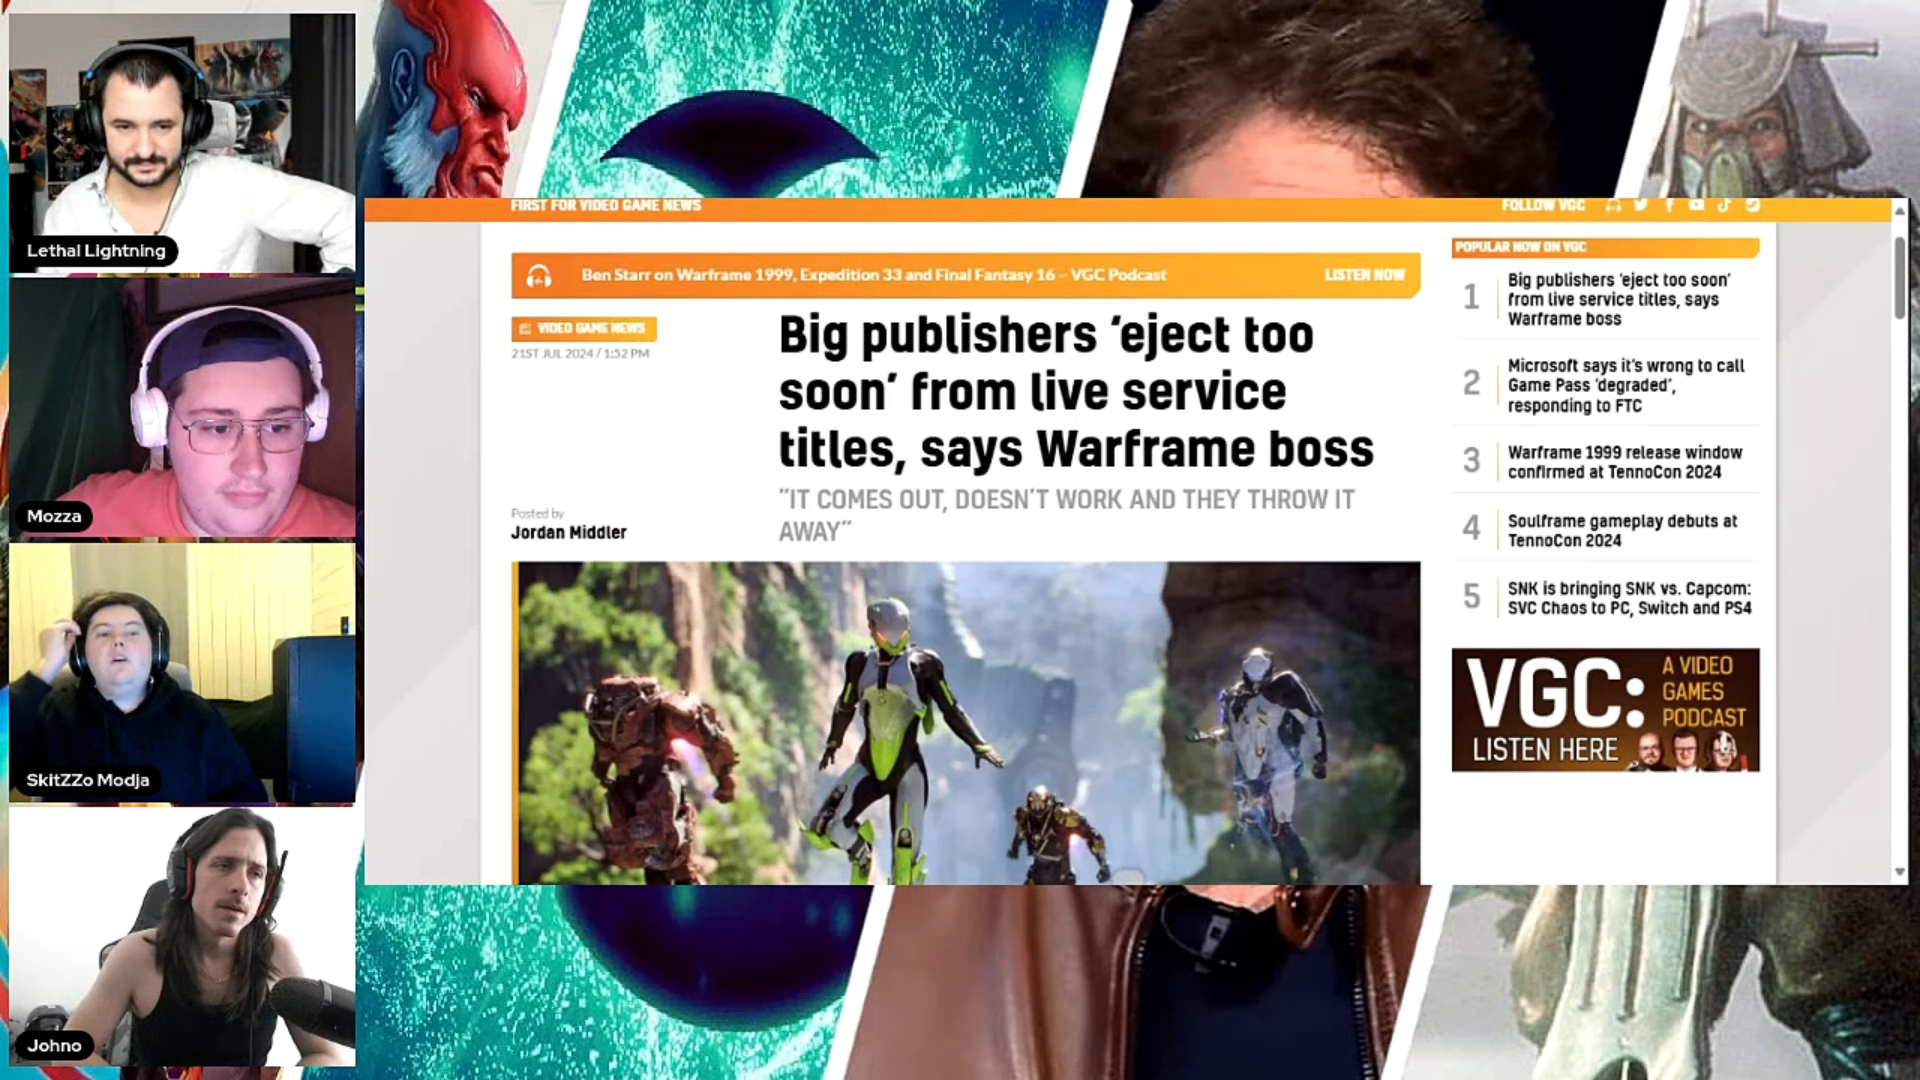 Lethal Lightning
Mozza
SkitZZo Modja
Johno
FIRST FOR VIDEO GAME NEWS
FOLLOW VGC
Ben Starr on Warframe 1999, Expedition 33 and Final Fantasy 16 – VGC Podcast
LISTEN NOW
VIDEO GAME NEWS
21ST JUL 2024 / 1:52 PM
Big publishers ‘eject too
soon’ from live service
titles, says Warframe boss
"IT COMES OUT, DOESN'T WORK AND THEY THROW IT
AWAY"
Posted by
Jordan Middler
POPULAR NOW ON VGC
1
Big publishers ‘eject too soon’
from live service titles, says
Warframe boss
2
Microsoft says it’s wrong to call
Game Pass ‘degraded’,
responding to FTC
3
Warframe 1999 release window
confirmed at TennoCon 2024
4
Soulframe gameplay debuts at
TennoCon 2024
5
SNK is bringing SNK vs. Capcom:
SVC Chaos to PC, Switch and PS4
VGC:
A VIDEO
GAMES
PODCAST
LISTEN HERE